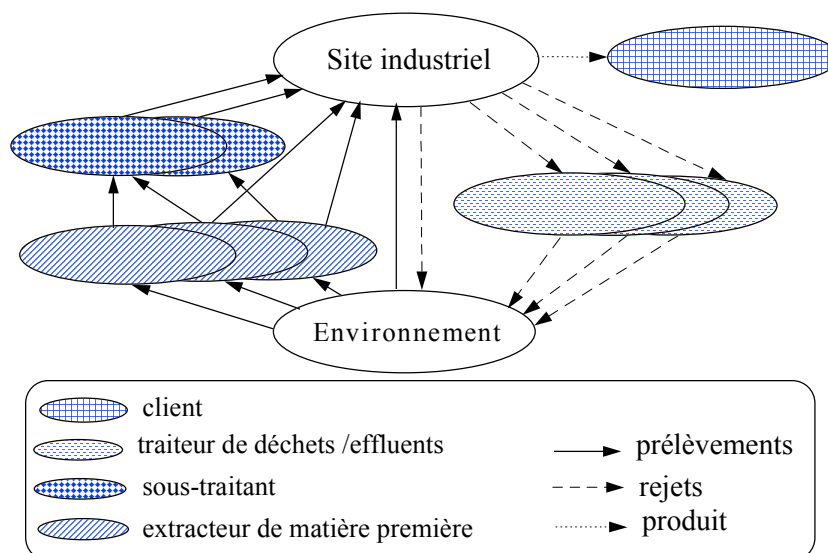 Site industriel
Environnement
client
traiteur de déchets /effluents
sous-traitant
extracteur de matière première
prélèvements
rejets
produit